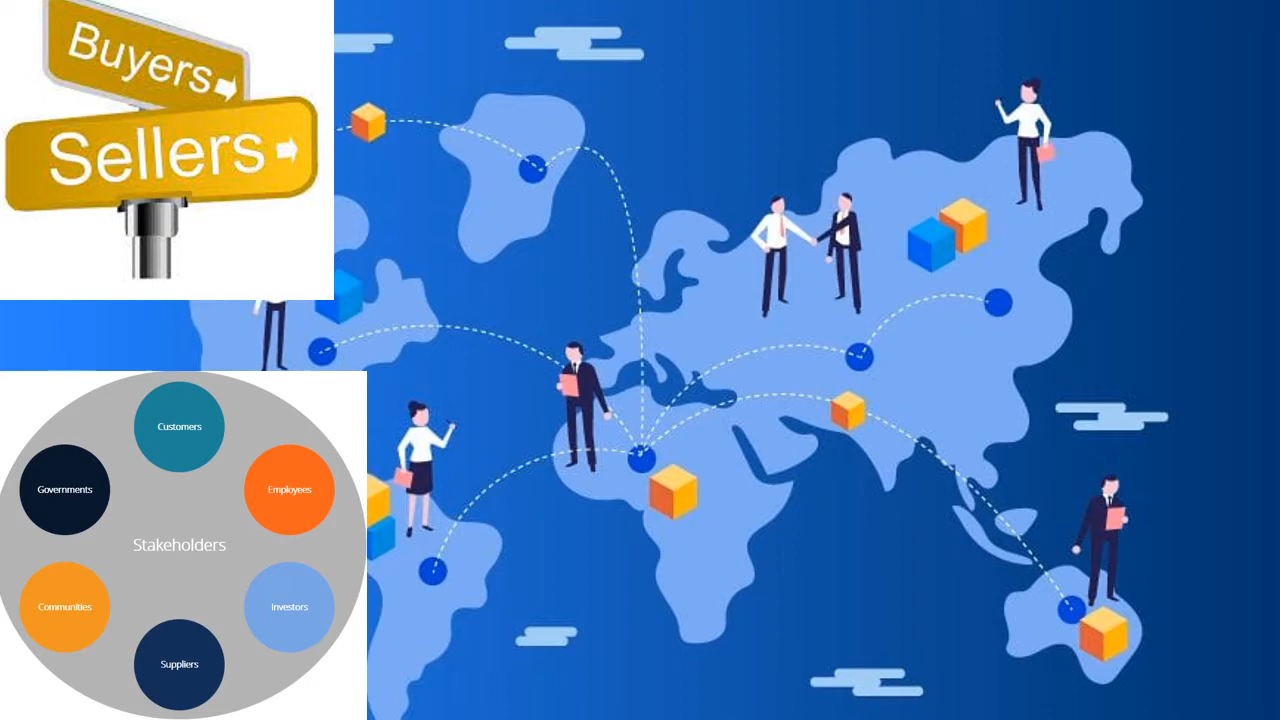 Buyers
Sellers
Customers
Governments
Employees
Stakeholders
Communities
Investors
Suppliers